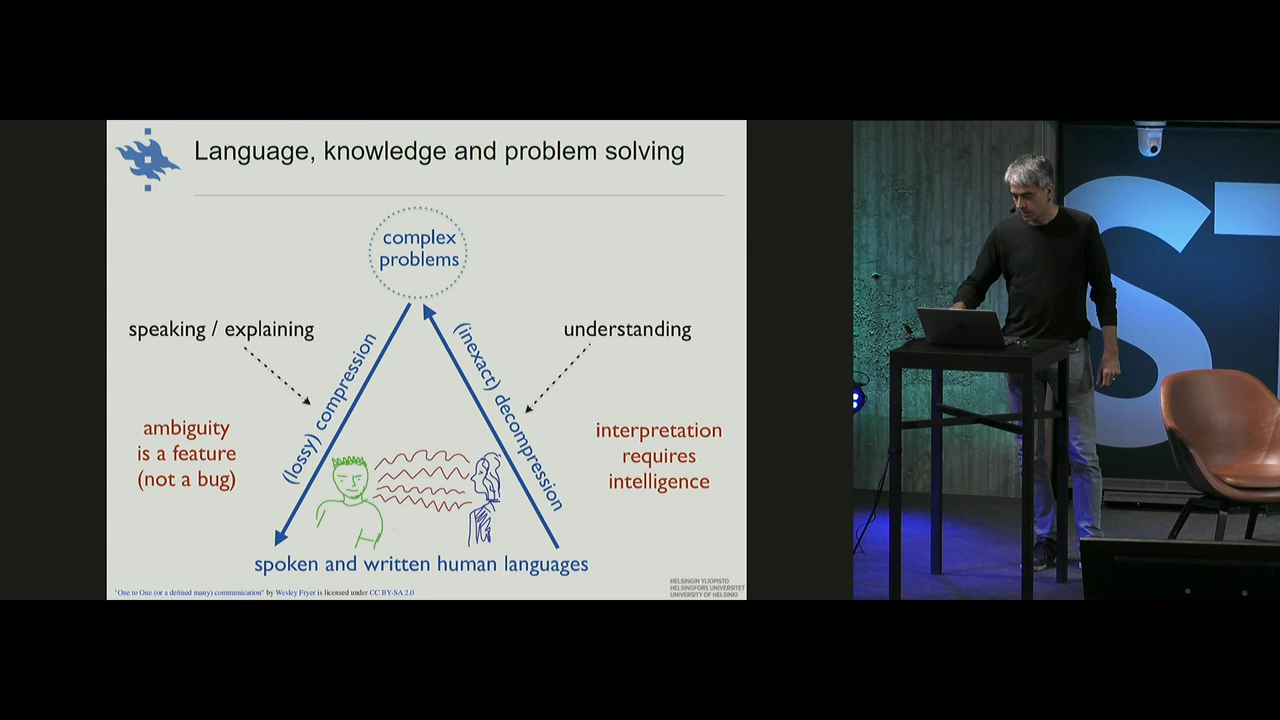 Language, knowledge and problem solving
complex
problems
speaking / explaining
understanding
(lossy) compression
(inexact) decompression
ambiguity
is a feature
(not a bug)
interpretation
requires
intelligence
spoken and written human languages
"One to One (or a defined many) communication" by Wesley Fryer is licensed under CC BY-SA 2.0
HELSINGIN YLIOPISTO
HELSINGFORS UNIVERSITET
UNIVERSITY OF HELSINKI
ST